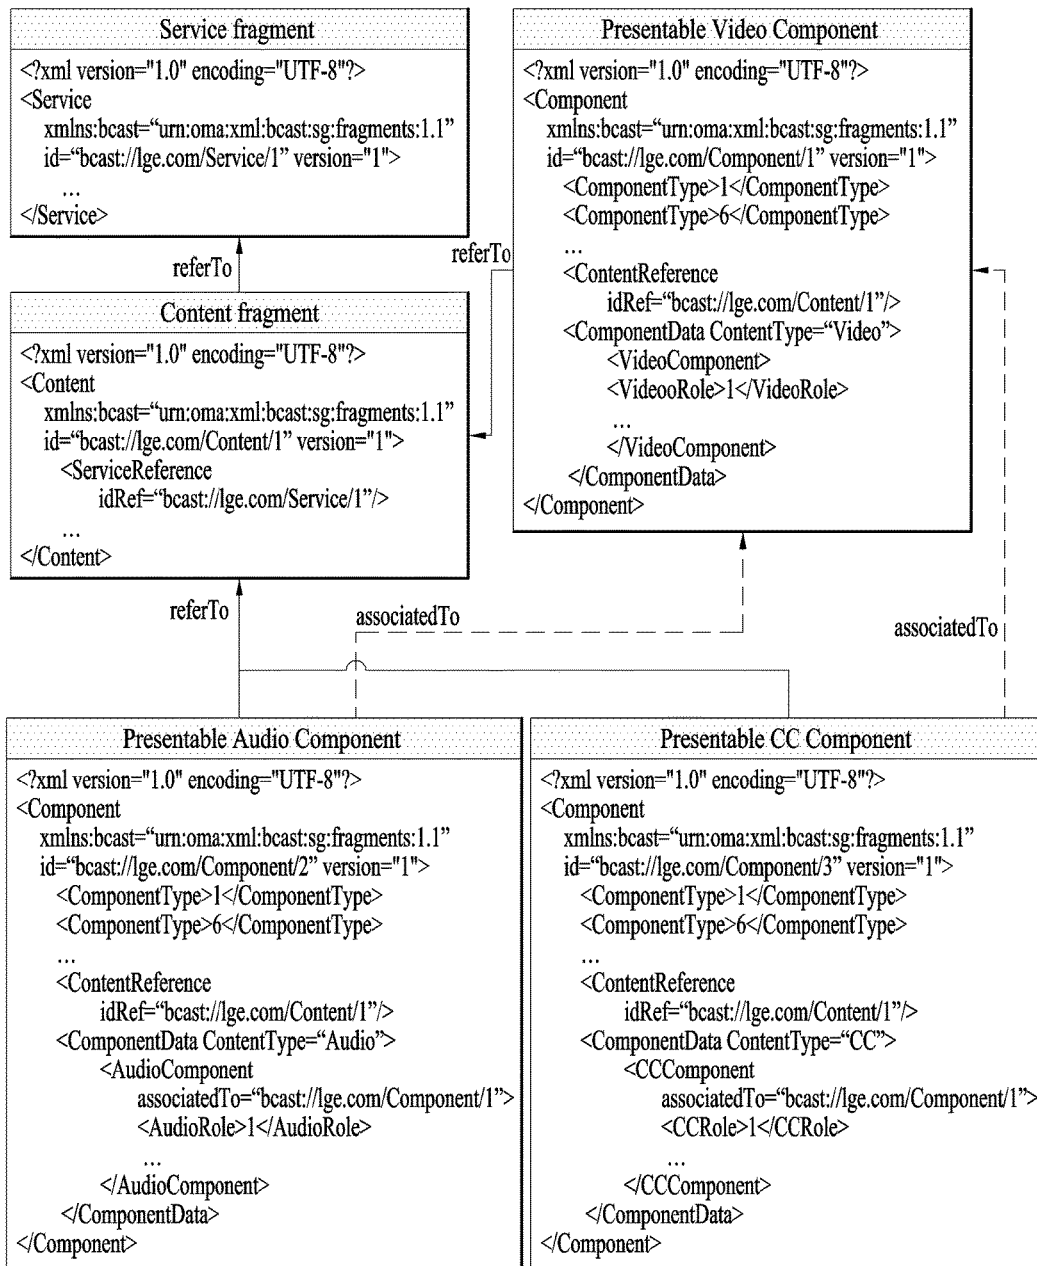 Service fragment
<?xml version="1.0" encoding="UTF-8"?>
<Service
xmlns:bcast=“urn:oma:xml:bcast:sg:fragments:1.1”
id=“bcast://lge.com/Service/1” version="1">
...
</Service>
referTo
Content fragment
<?xml version="1.0" encoding="UTF-8"?>
<Content
xmlns:bcast=“urn:oma:xml:bcast:sg:fragments:1.1”
id=“bcast://lge.com/Content/1” version="1">
<ServiceReference
idRef=“bcast://lge.com/Service/1”/>
...
</Content>
referTo
Presentable Video Component
<?xml version="1.0" encoding="UTF-8"?>
<Component
xmlns:bcast=“urn:oma:xml:bcast:sg:fragments:1.1”
id=“bcast://lge.com/Component/1” version="1">
<ComponentType>1</ComponentType>
<ComponentType>6</ComponentType>
...
<ContentReference
idRef=“bcast://lge.com/Content/1”/>
<ComponentData ContentType=“Video”>
<VideoComponent>
<VideooRole>1</VideoRole>
...
</VideoComponent>
</ComponentData>
</Component>
referTo
associatedTo
associatedTo
Presentable Audio Component
<?xml version="1.0" encoding="UTF-8"?>
<Component
xmlns:bcast=“urn:oma:xml:bcast:sg:fragments:1.1”
id=“bcast://lge.com/Component/2” version="1">
<ComponentType>1</ComponentType>
<ComponentType>6</ComponentType>
...
<ContentReference
idRef=“bcast://lge.com/Content/1”/>
<ComponentData ContentType=“Audio”>
<AudioComponent
associatedTo=“bcast://lge.com/Component/1”>
<AudioRole>1</AudioRole>
...
</AudioComponent>
</ComponentData>
</Component>
Presentable CC Component
<?xml version="1.0" encoding="UTF-8"?>
<Component
xmlns:bcast=“urn:oma:xml:bcast:sg:fragments:1.1”
id=“bcast://lge.com/Component/3” version="1">
<ComponentType>1</ComponentType>
<ComponentType>6</ComponentType>
...
<ContentReference
idRef=“bcast://lge.com/Content/1”/>
<ComponentData ContentType=“CC”>
<CCComponent
associatedTo=“bcast://lge.com/Component/1”>
<CCRole>1</CCRole>
...
</CCComponent>
</ComponentData>
</Component>